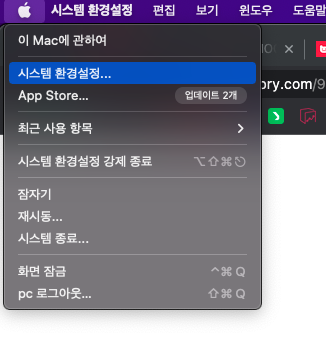 시스템 환경설정 편집 보기 윈도우 도움말
이 Mac에 관하여
시스템 환경설정...
App Store... 업데이트 2개
ory.com/9
최근 사용 항목
시스템 환경설정 강제 종료 ⌥⇧⌘⎋
잠자기
재시동...
시스템 종료...
화면 잠금 ^⌘Q
pc 로그아웃... ⇧⌘Q